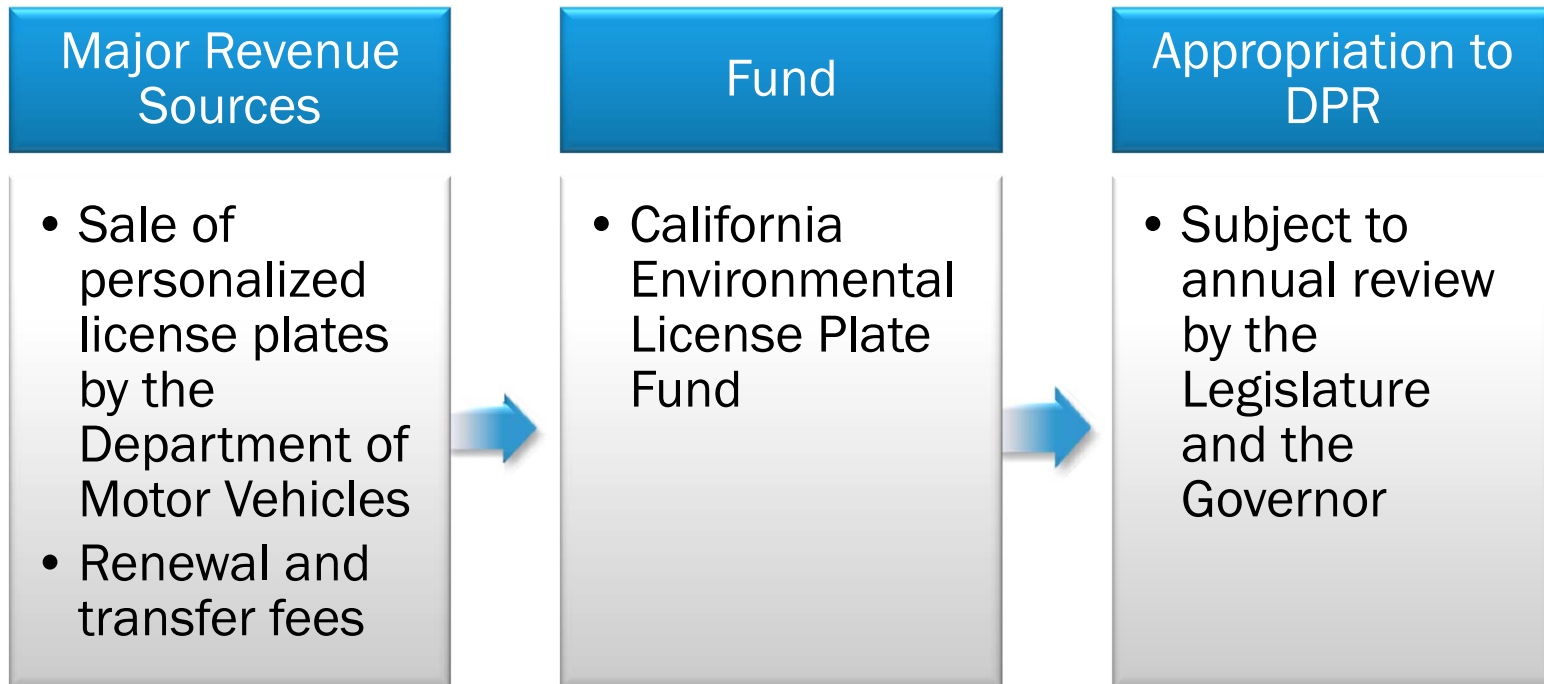 Major Revenue
Sources
• Sale of
personalized
license plates
by the
Department of
Motor Vehicles
• Renewal and
transfer fees
Fund
• California
Environmental
License Plate
Fund
Appropriation to
DPR
• Subject to
annual review
by the
Legislature
and the
Governor